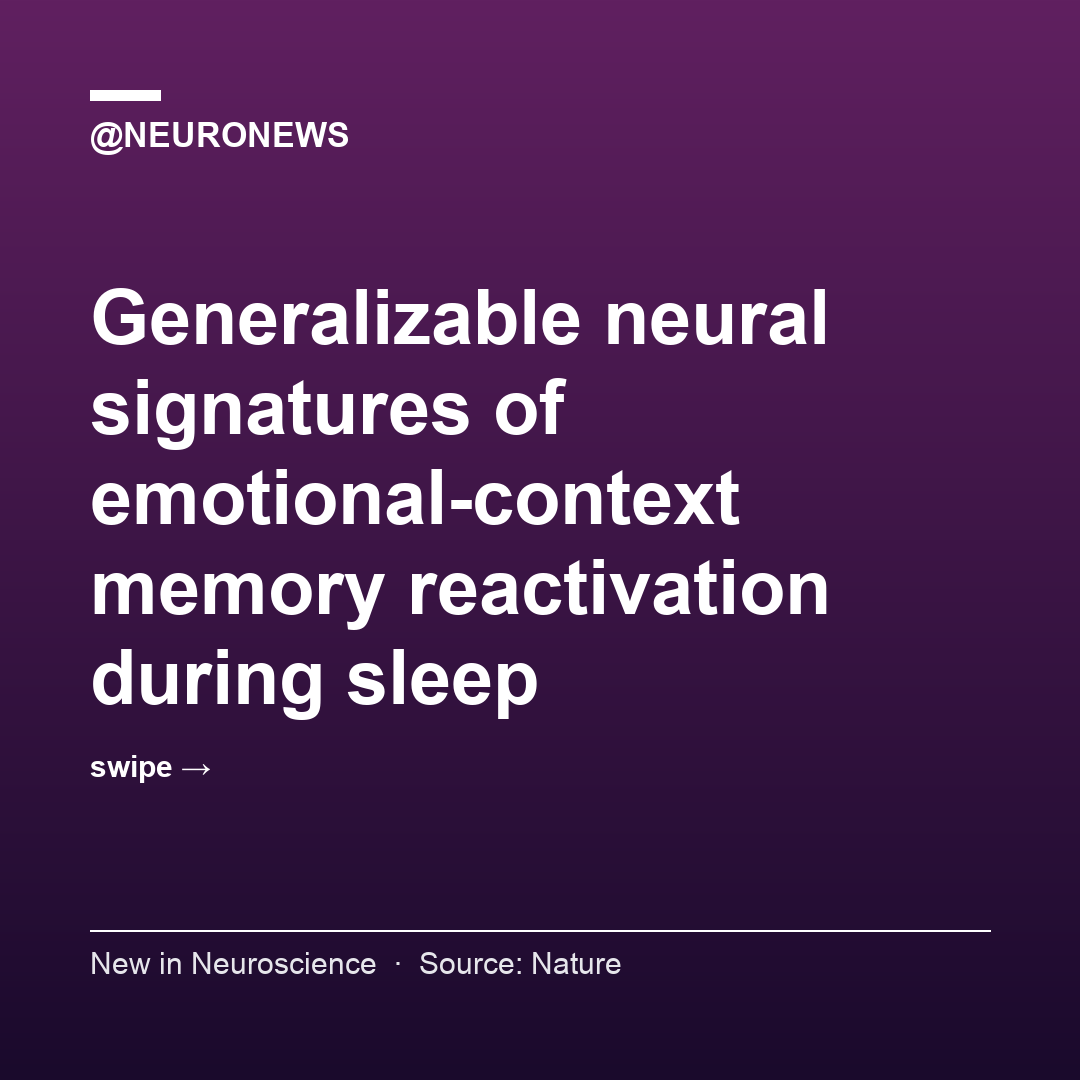 @NEURONEWS
Generalizable neural
signatures of
emotional-context
memory reactivation
during sleep
swipe →
New in Neuroscience · Source: Nature